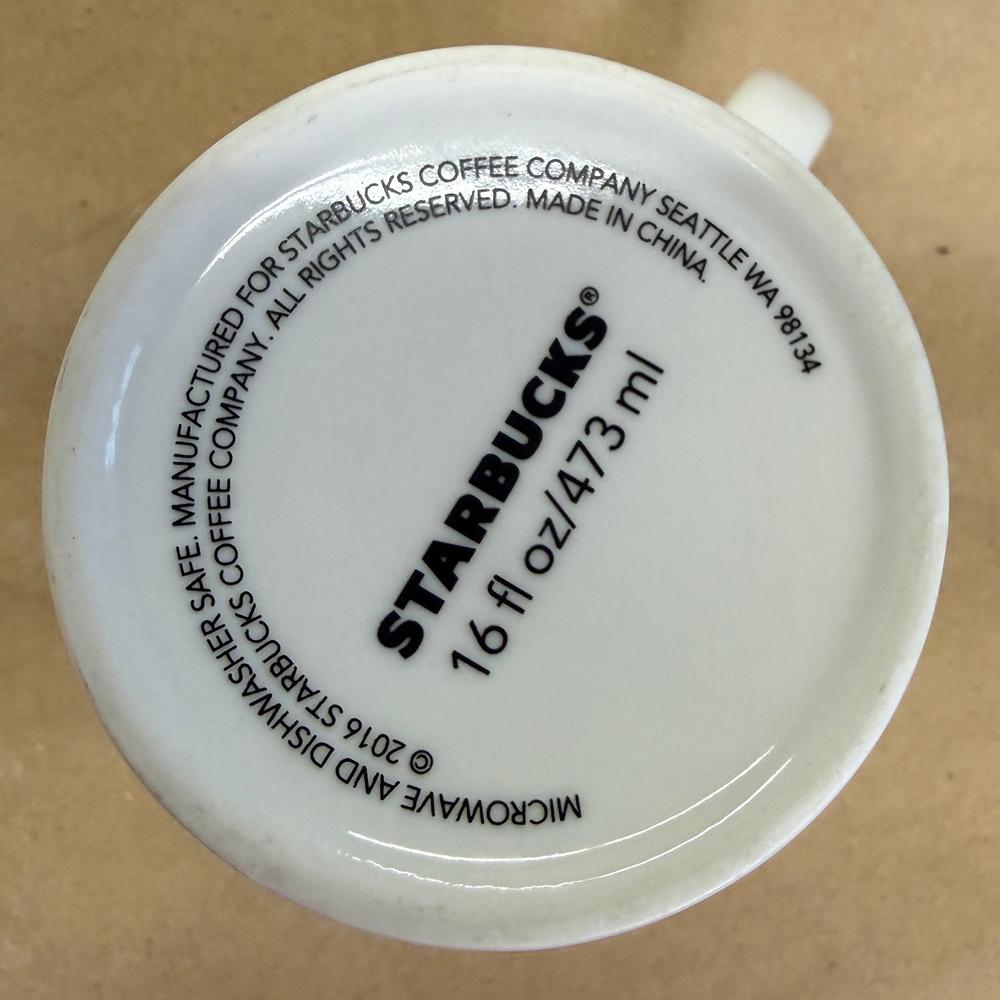 MICROWAVE AND DISHWASHER SAFE. MANUFACTURED FOR STARBUCKS COFFEE COMPANY SEATTLE WA 98134
© 2016 STARBUCKS COFFEE COMPANY. ALL RIGHTS RESERVED. MADE IN CHINA.
STARBUCKS®
16 fl oz/473 ml